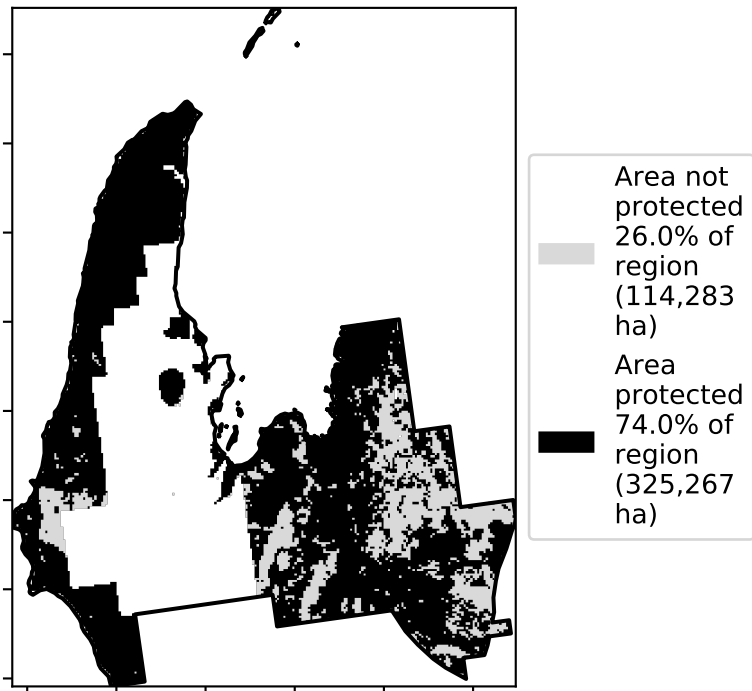 Area not
protected
26.0% of
region
(114,283
ha)
Area
protected
74.0% of
region
(325,267
ha)